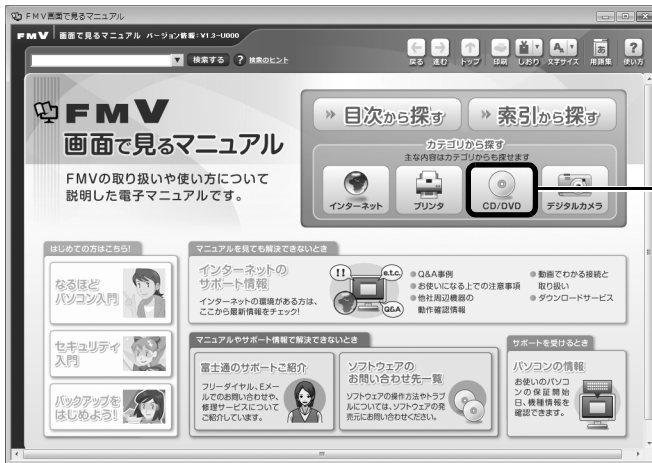 FMV画面で見るマニュアル
FMV 画面で見るマニュアル バージョン情報:V1.3-U000
検索する ? 検索のヒント
戻る 進む トップ 印刷 しおり 文字サイズ 用語集 使い方
FMV
画面で見るマニュアル
FMVの取り扱いや使い方について
説明した電子マニュアルです。
目次から探す
索引から探す
カテゴリから探す
主な内容はカテゴリからも探せます
インターネット
プリンタ
CD/DVD
デジタルカメラ
はじめての方はこちら!
なるほど
パソコン入門
セキュリティ
入門
バックアップを
はじめよう!
マニュアルを見ても解決できないとき
インターネットの
サポート情報
インターネットの環境がある方は、
ここから最新情報をチェック!
!! e.t.c. Q&A
●Q&A事例
●お使いになる上での注意事項
●他社周辺機器の
動作確認情報
●動画でわかる接続と
取り扱い
●ダウンロードサービス
マニュアルやサポート情報で解決できないとき
富士通のサポートご紹介
フリーダイヤル、Eメー
ルでのお問い合わせや、
修理サービスについて
ご紹介しています。
ソフトウェアの
お問い合わせ先一覧
ソフトウェアの操作方法やトラブ
ルについては、ソフトウェアの発
売元にお問い合わせください。
サポートを受けるとき
パソコンの情報
お使いのパソコ
ンの保証開始
日、機種情報を
確認できます。